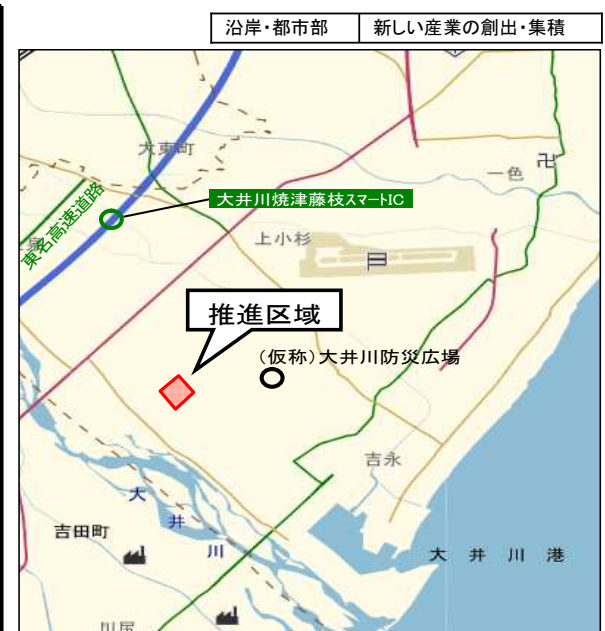 沿岸・都市部 新しい産業の創出・集積
大東町
一色
東名高速道路
大井川焼津藤枝スマートIC
上小杉
推進区域
(仮称)大井川防災広場
吉永
大井川
吉田町
大井川港
川尻